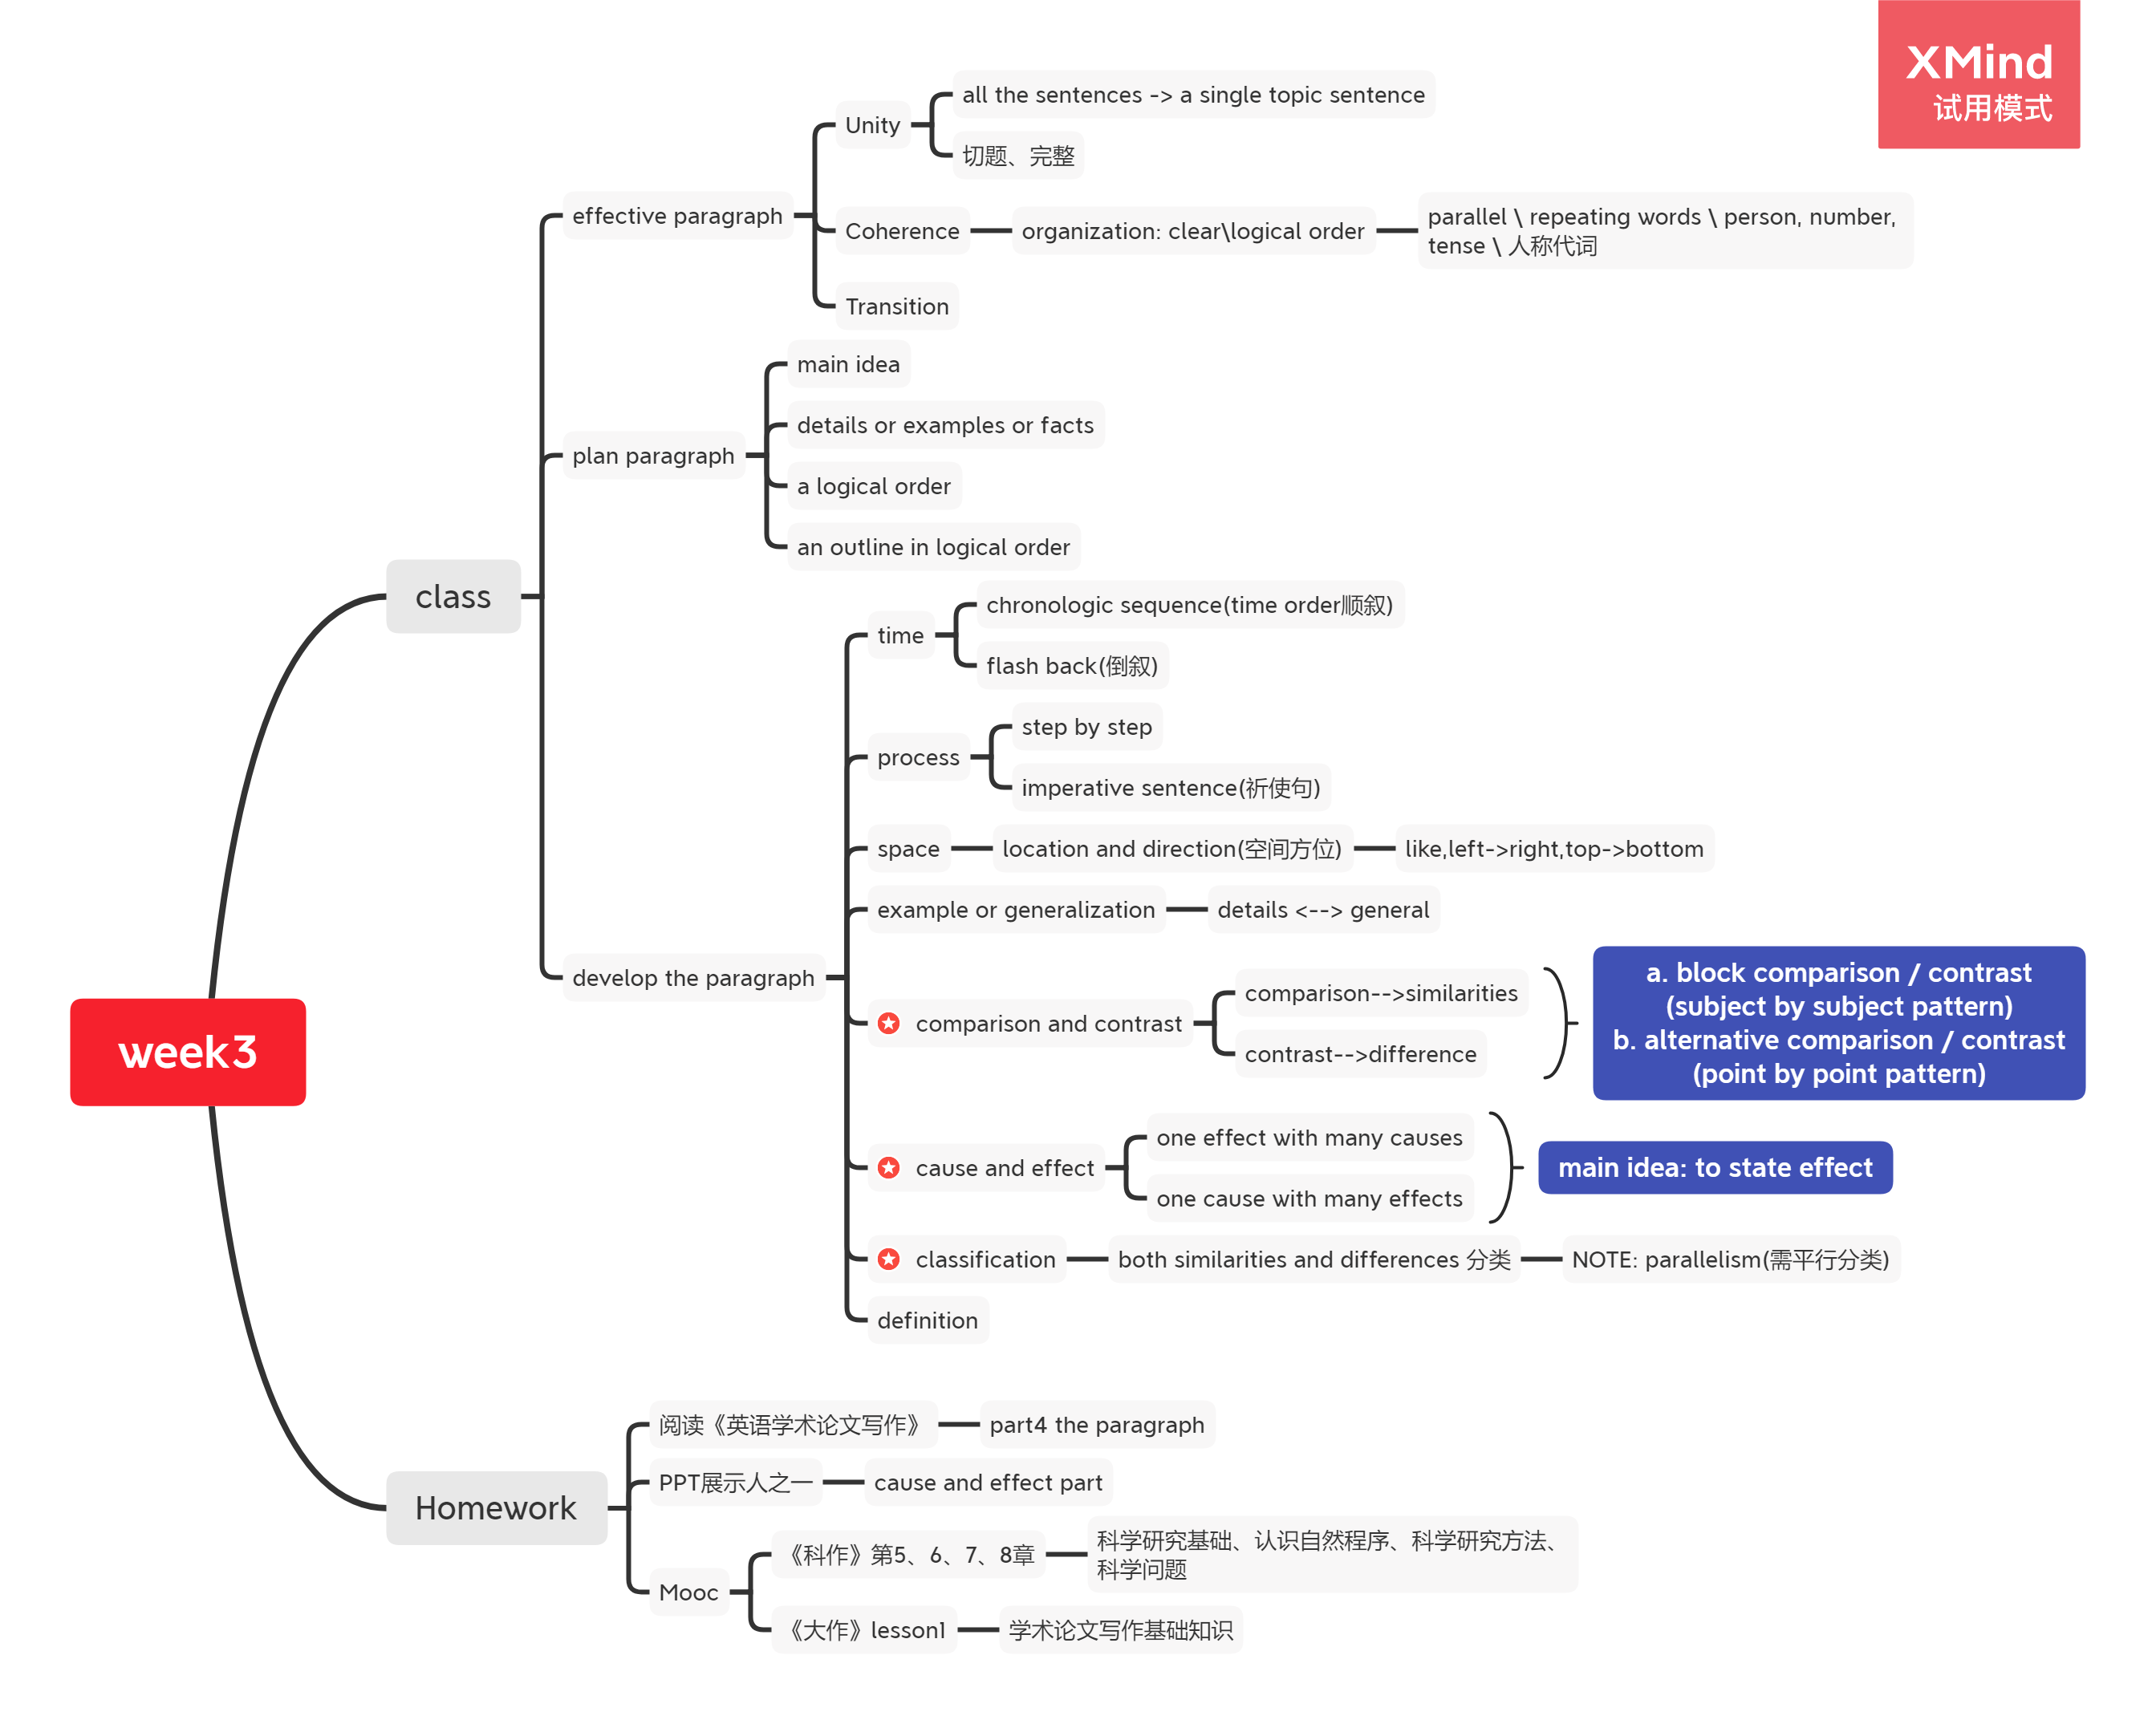 XMind
试用模式
week3
class
effective paragraph
Unity
all the sentences -> a single topic sentence
切题、完整
Coherence
organization: clear\logical order
parallel \ repeating words \ person, number,
tense \ 人称代词
Transition
plan paragraph
main idea
details or examples or facts
a logical order
an outline in logical order
develop the paragraph
time
chronologic sequence(time order顺叙)
flash back(倒叙)
process
step by step
imperative sentence(祈使句)
space
location and direction(空间方位)
like,left->right,top->bottom
example or generalization
details <--> general
comparison and contrast
comparison-->similarities
contrast-->difference
a. block comparison / contrast
(subject by subject pattern)
b. alternative comparison / contrast
(point by point pattern)
cause and effect
one effect with many causes
one cause with many effects
main idea: to state effect
classification
both similarities and differences 分类
NOTE: parallelism(需平行分类)
definition
Homework
阅读《英语学术论文写作》
part4 the paragraph
PPT展示人之一
cause and effect part
Mooc
《科作》第5、6、7、8章
科学研究基础、认识自然程序、科学研究方法、
科学问题
《大作》lesson1
学术论文写作基础知识